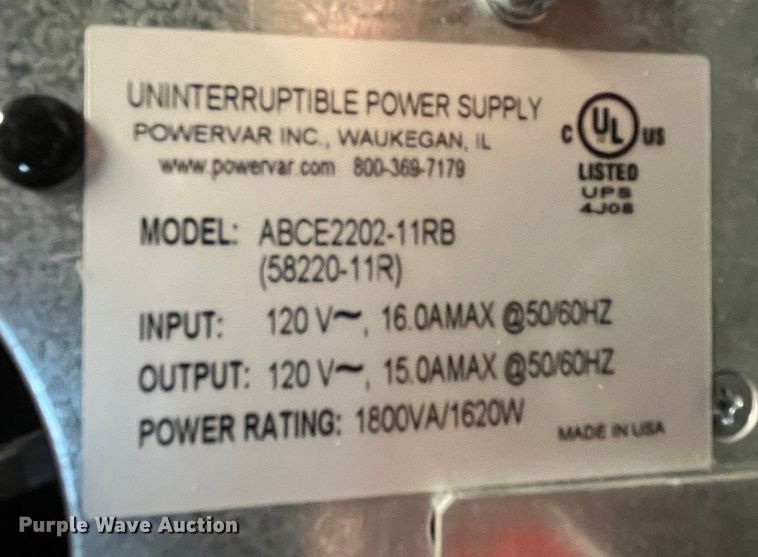 UNINTERRUPTIBLE POWER SUPPLY
POWERVAR INC., WAUKEGAN, IL
www.powervar.com 800-369-7179
C UL US
LISTED
UPS
4J08
MODEL: ABCE2202-11RB
(58220-11R)
INPUT: 120 V~, 16.0AMAX @50/60HZ
OUTPUT: 120 V~, 15.0AMAX @50/60HZ
POWER RATING: 1800VA/1620W
MADE IN USA
Purple Wave Auction